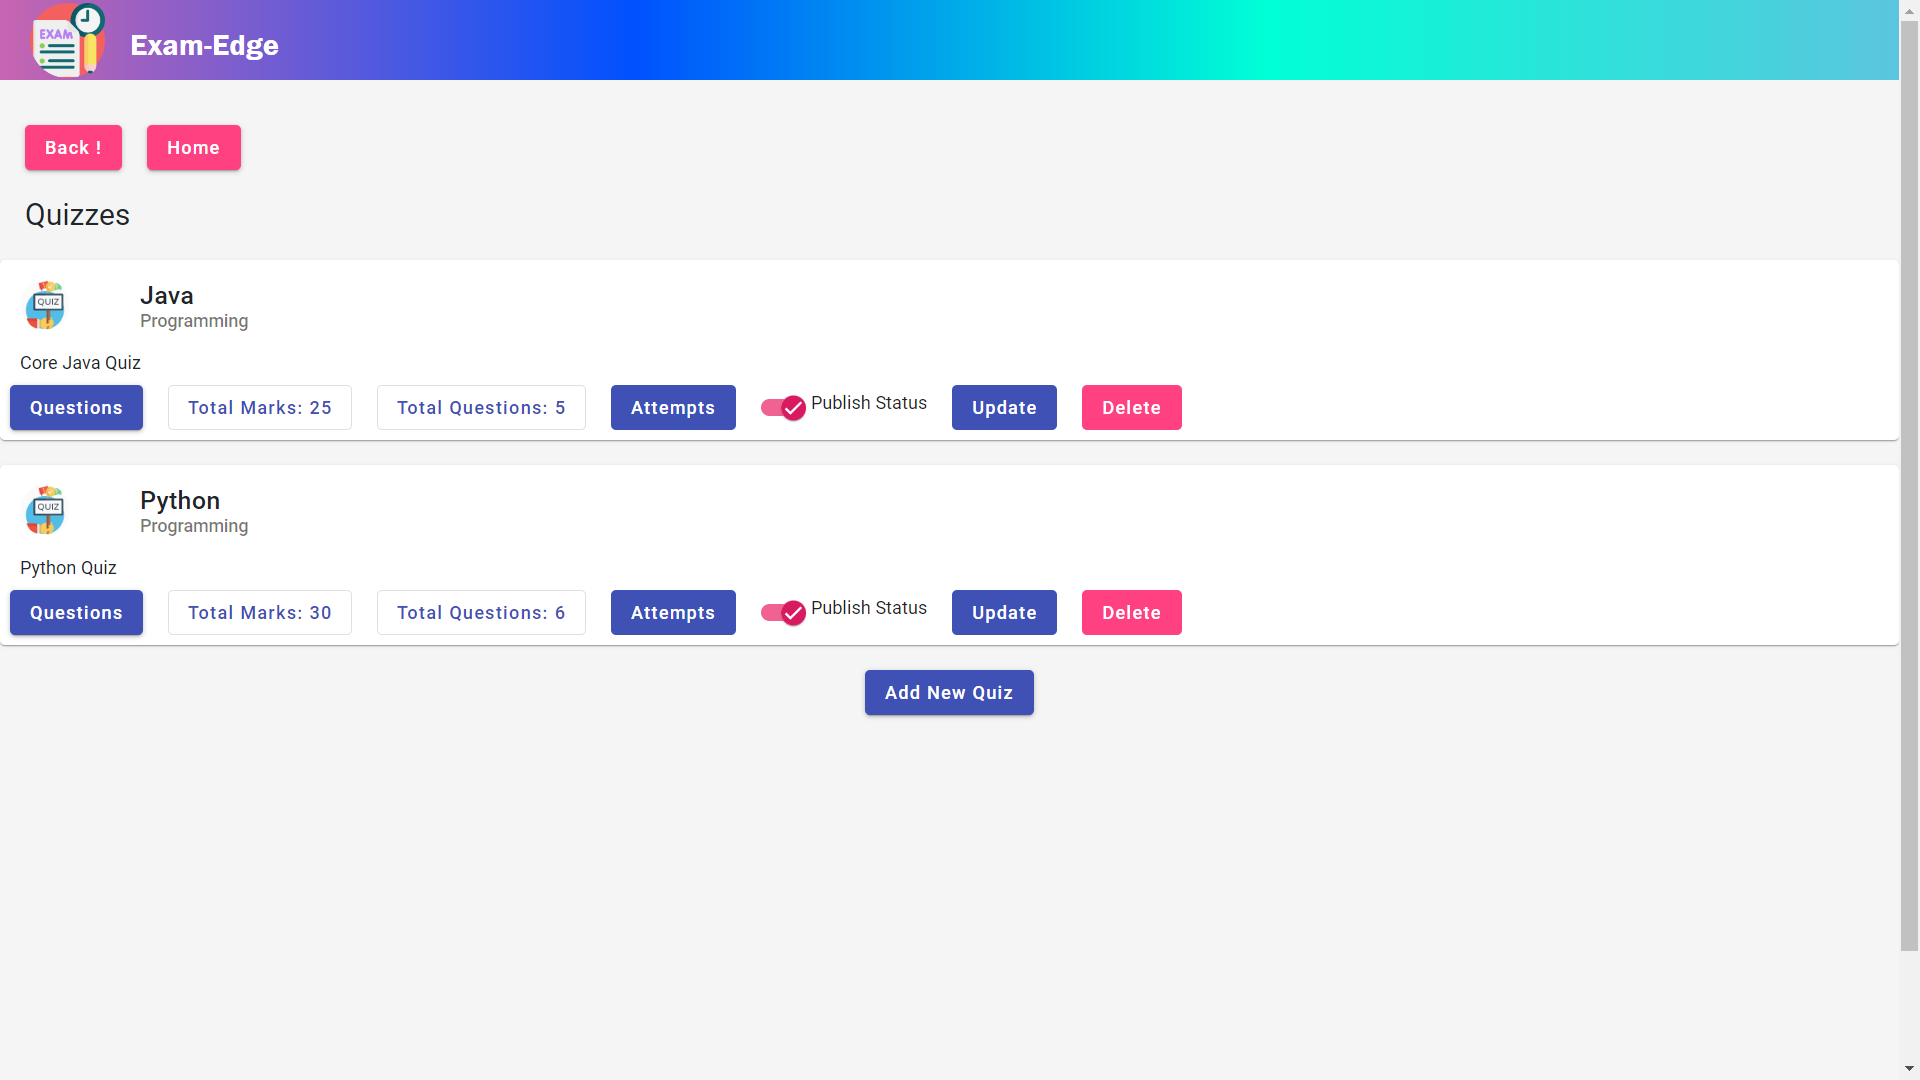 EXAM
Exam-Edge
Back !
Home
Quizzes
QUIZ
Java
Programming
Core Java Quiz
Questions
Total Marks: 25
Total Questions: 5
Attempts
Publish Status
Update
Delete
QUIZ
Python
Programming
Python Quiz
Questions
Total Marks: 30
Total Questions: 6
Attempts
Publish Status
Update
Delete
Add New Quiz